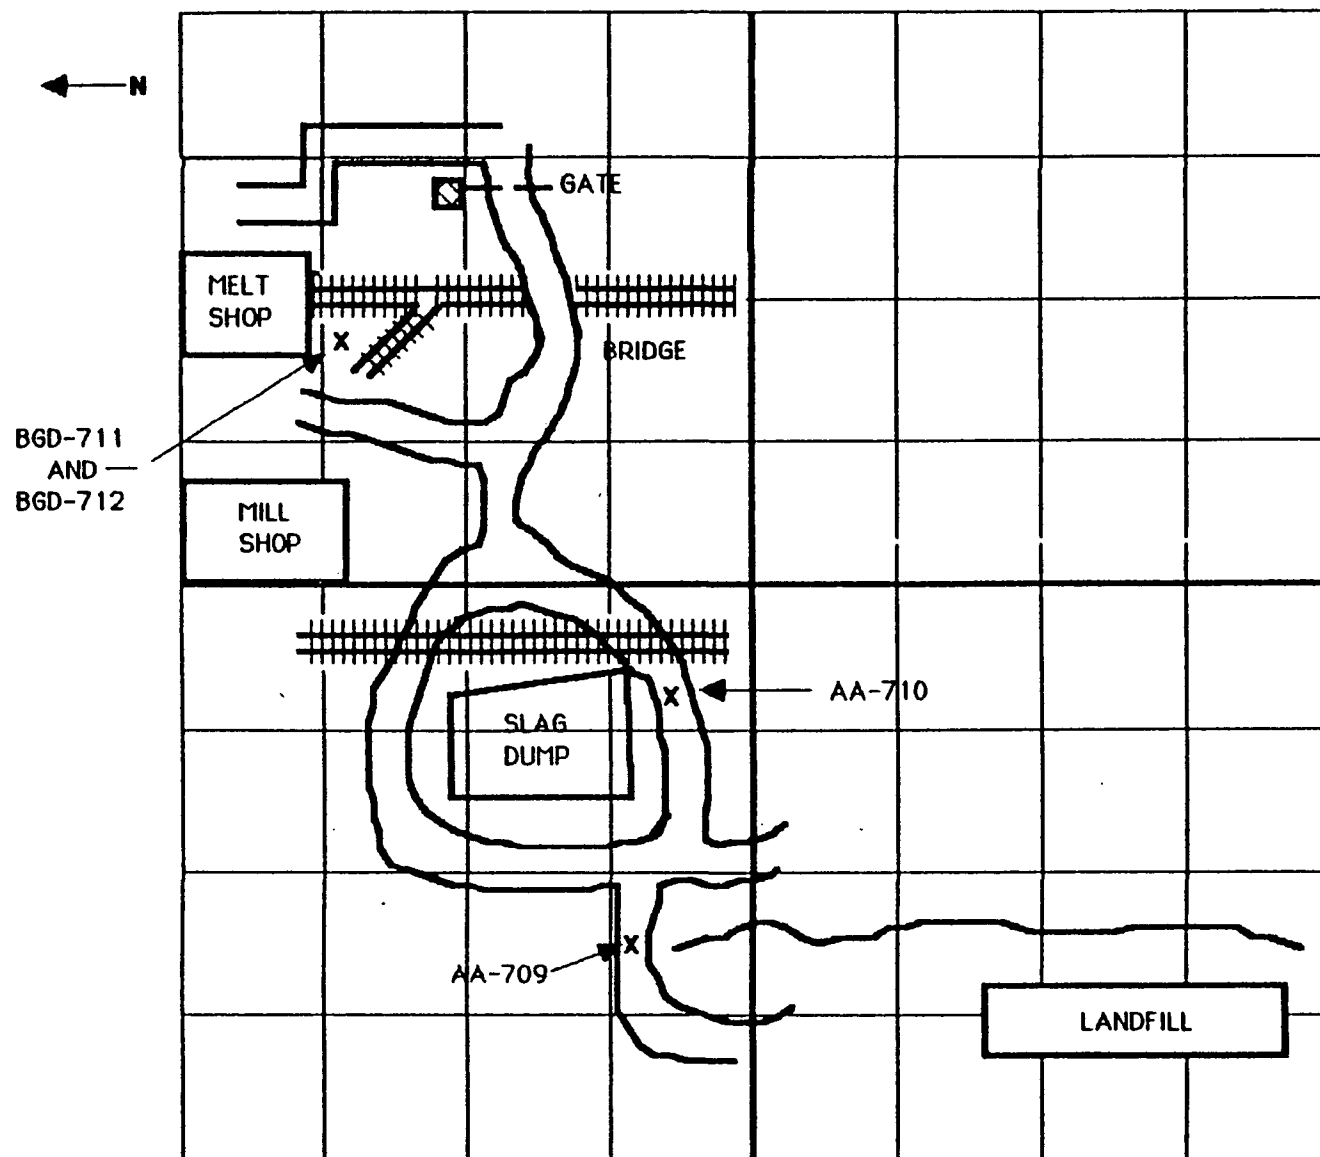 N
GATE
MELT
SHOP
X
BRIDGE
BGD-711
AND
BGD-712
MILL
SHOP
X
AA-710
SLAG
DUMP
X
AA-709
LANDFILL